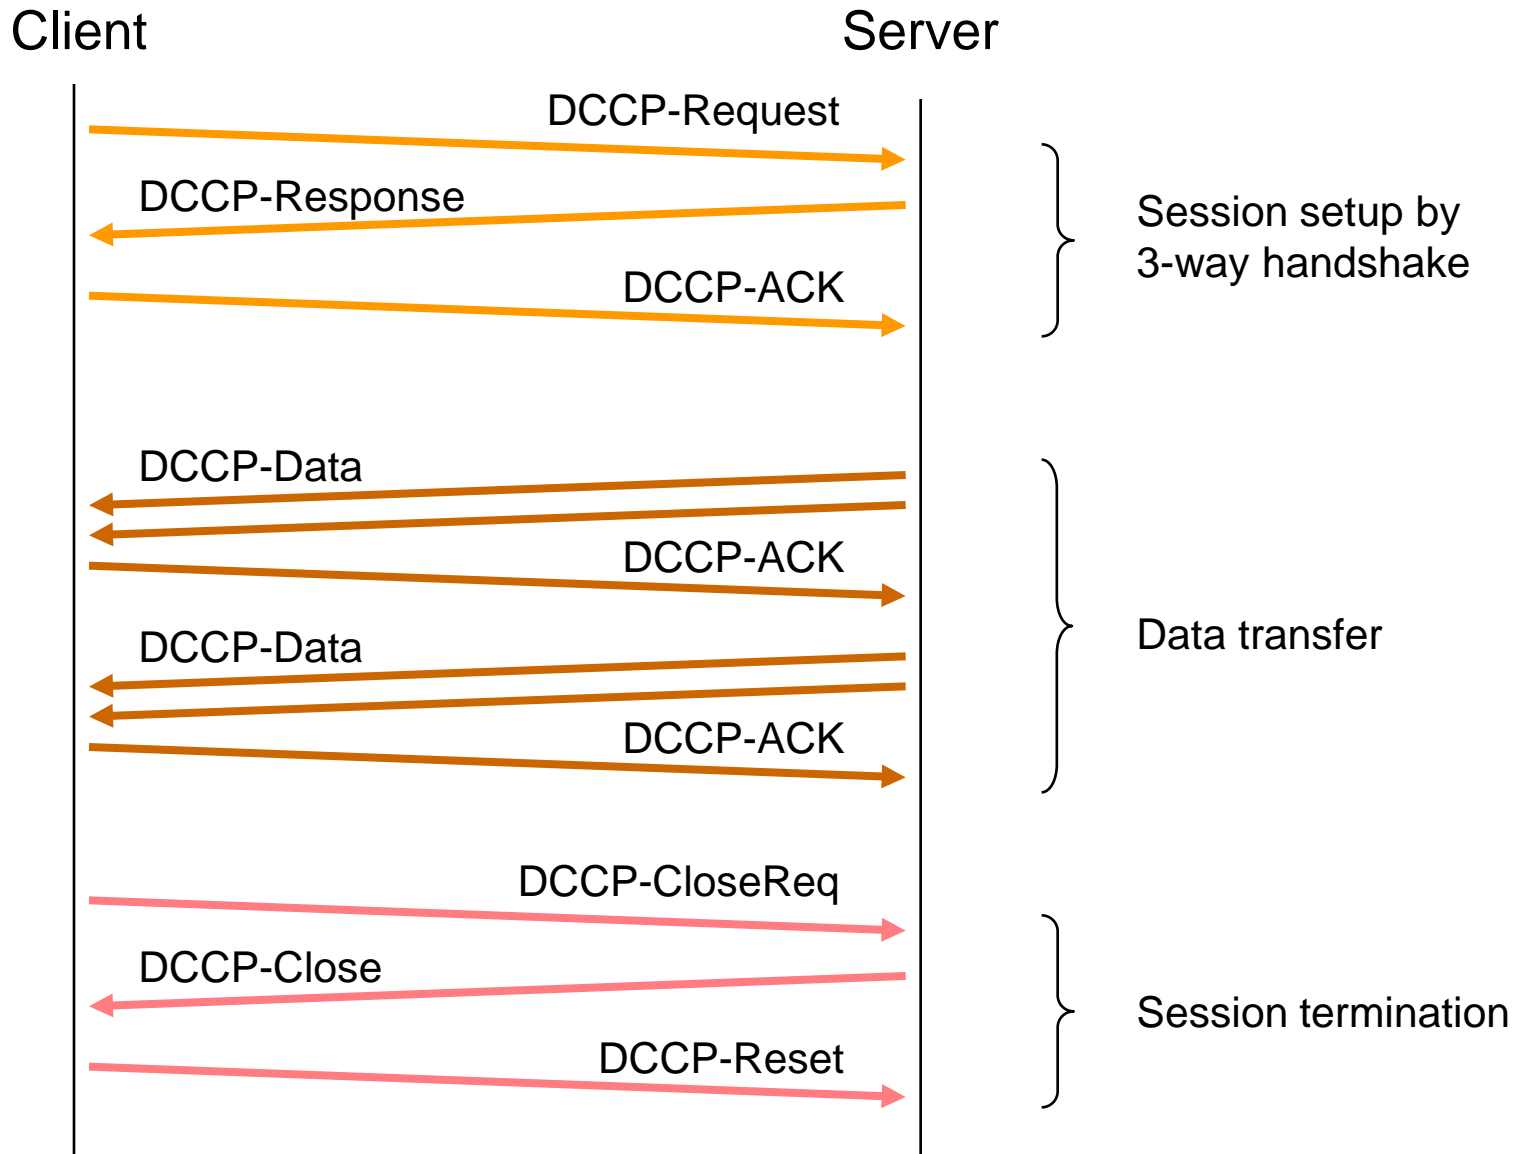 Client
Server
DCCP-Request
DCCP-Response
Session setup by
3-way handshake
DCCP-ACK
DCCP-Data
DCCP-ACK
Data transfer
DCCP-Data
DCCP-ACK
DCCP-CloseReq
DCCP-Close
Session termination
DCCP-Reset